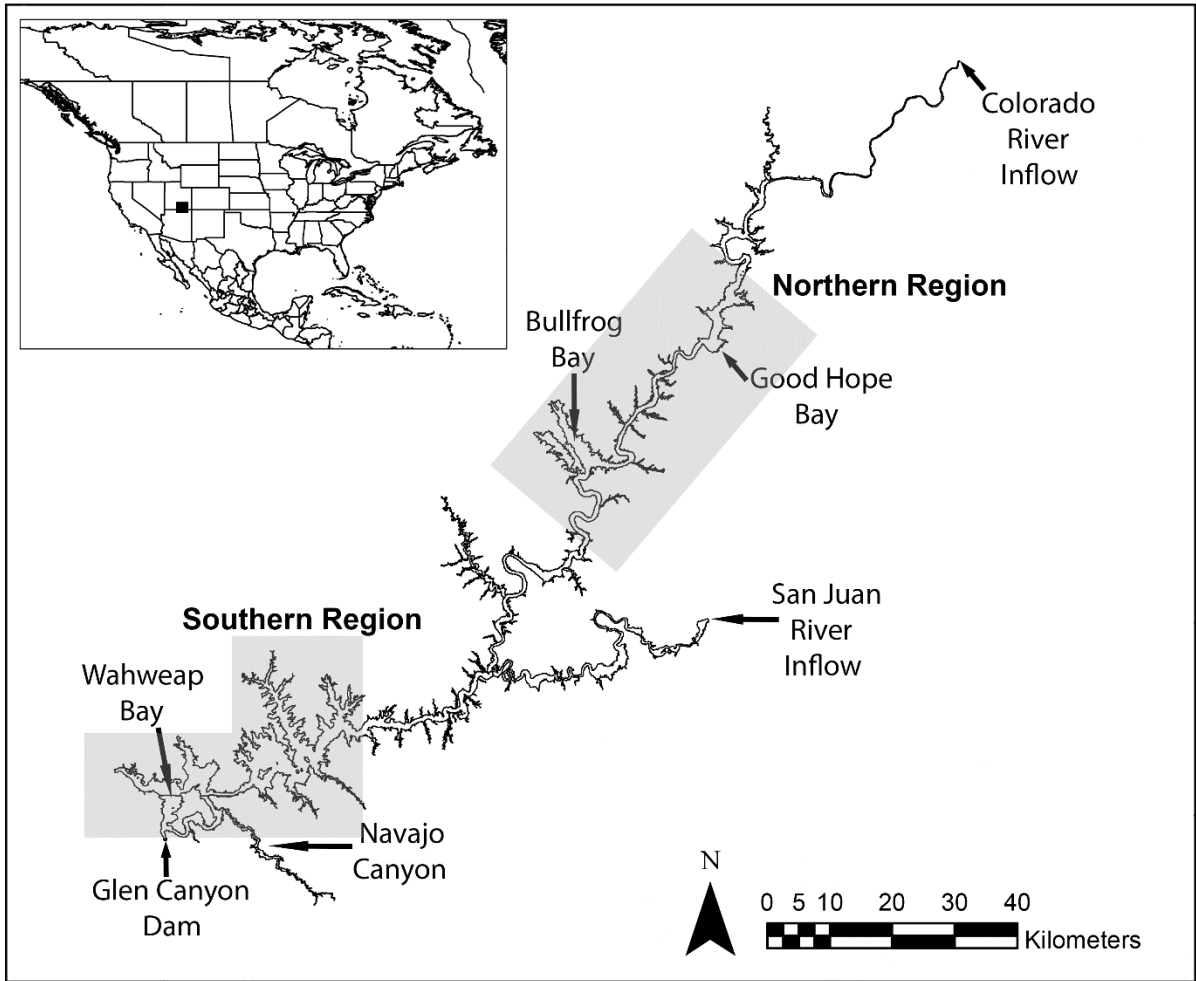 Colorado
River
Inflow
Northern Region
Bullfrog
Bay
Good Hope
Bay
San Juan
River
Inflow
Southern Region
Wahweap
Bay
Navajo
Canyon
Glen Canyon
Dam
N
0 5 10 20 30 40
Kilometers